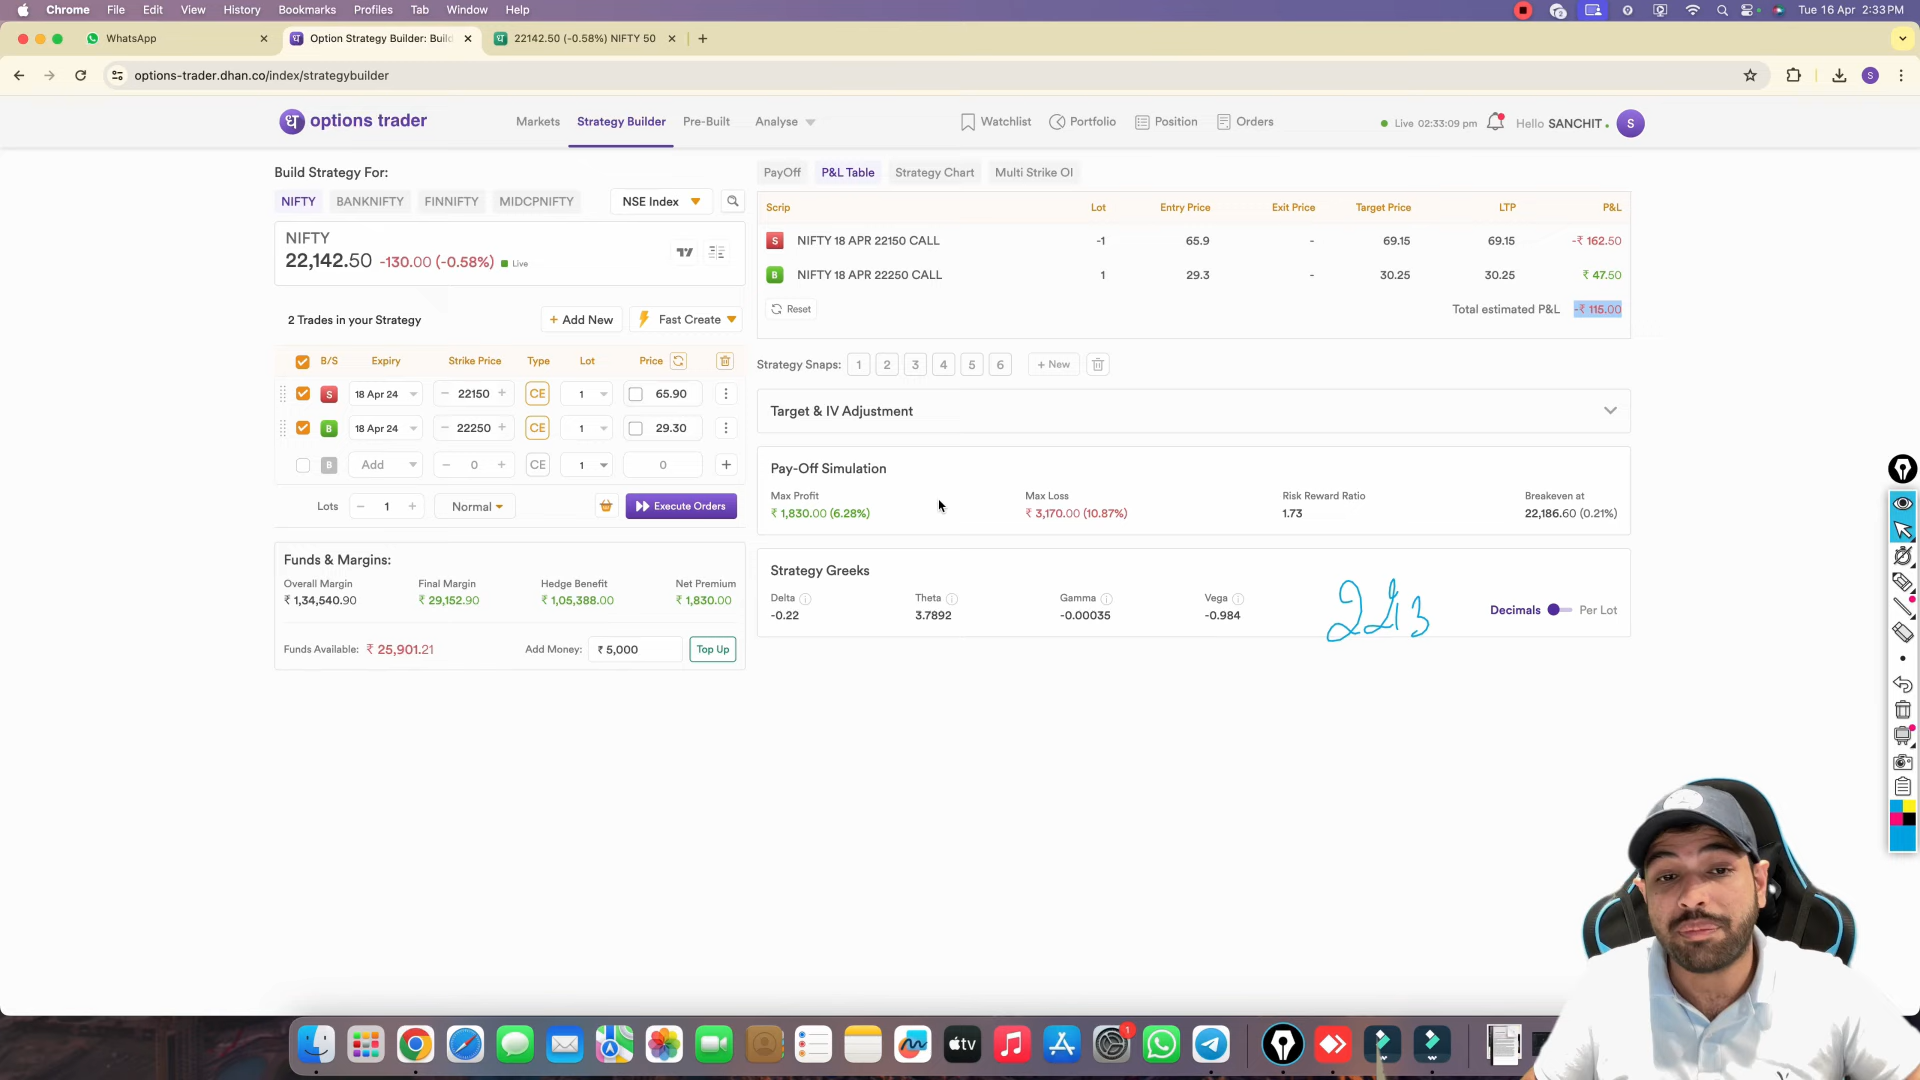 Chrome File Edit View History Bookmarks Profiles Tab Window Help Tue 16 Apr 2:33 PM
WhatsApp Option Strategy Builder: Buil 22142.50 (-0.58%) NIFTY 50
options-trader.dhan.co/index/strategybuilder
ध options trader Markets Strategy Builder Pre-Built Analyse Watchlist Portfolio Position Orders Live 02:33:09 pm Hello SANCHIT S
Build Strategy For:
NIFTY BANKNIFTY FINNIFTY MIDCPNIFTY NSE Index
NIFTY
22,142.50 -130.00 (-0.58%) Live
2 Trades in your Strategy + Add New Fast Create
B/S Expiry Strike Price Type Lot Price
S 18 Apr 24 − 22150 + CE 1 65.90
B 18 Apr 24 − 22250 + CE 1 29.30
B Add − 0 + CE 1 0 +
Lots − 1 + Normal Execute Orders
Funds & Margins:
Overall Margin Final Margin Hedge Benefit Net Premium
₹ 1,34,540.90 ₹ 29,152.90 ₹ 1,05,388.00 ₹ 1,830.00
Funds Available: ₹ 25,901.21 Add Money: ₹ 5,000 Top Up
PayOff P&L Table Strategy Chart Multi Strike OI
Scrip Lot Entry Price Exit Price Target Price LTP P&L
S NIFTY 18 APR 22150 CALL -1 65.9 - 69.15 69.15 -₹ 162.50
B NIFTY 18 APR 22250 CALL 1 29.3 - 30.25 30.25 ₹ 47.50
Reset Total estimated P&L -₹ 115.00
Strategy Snaps: 1 2 3 4 5 6 + New
Target & IV Adjustment
Pay-Off Simulation
Max Profit Max Loss Risk Reward Ratio Breakeven at
₹ 1,830.00 (6.28%) ₹ 3,170.00 (10.87%) 1.73 22,186.60 (0.21%)
Strategy Greeks
Delta Theta Gamma Vega
-0.22 3.7892 -0.00035 -0.984
Decimals Per Lot
tv
1